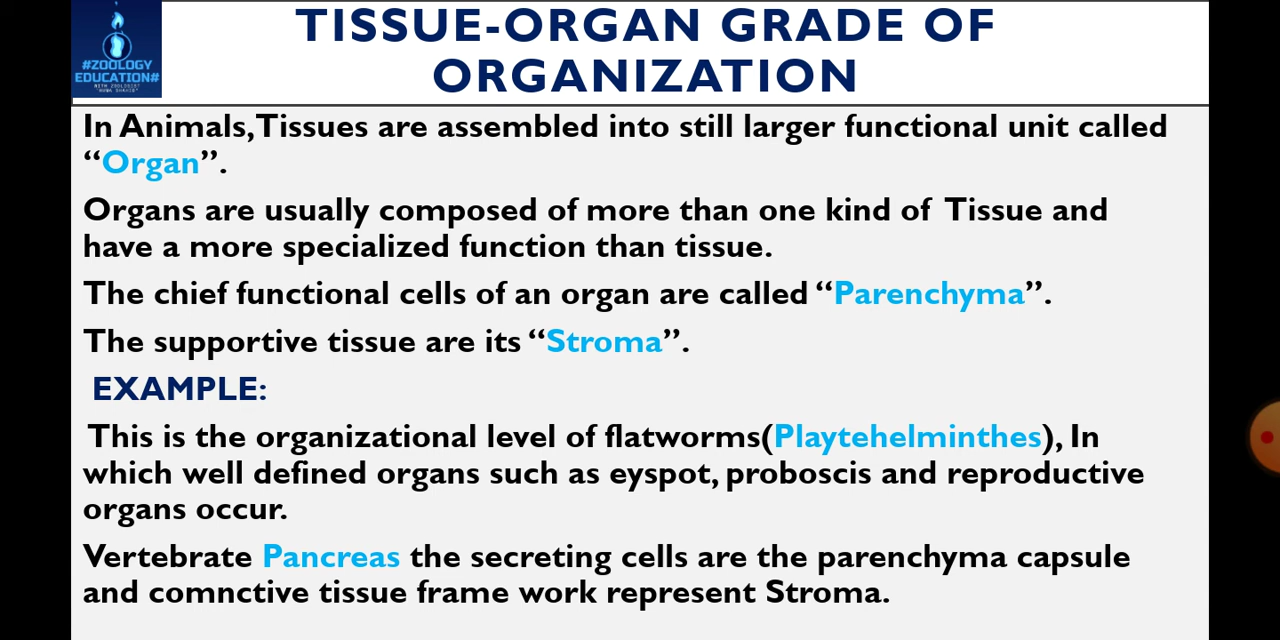 #ZOOLOGY
EDUCATION#
WITH ZOOLOGIST
TISSUE-ORGAN GRADE OF
ORGANIZATION
In Animals,Tissues are assembled into still larger functional unit called
“Organ”.
Organs are usually composed of more than one kind of Tissue and
have a more specialized function than tissue.
The chief functional cells of an organ are called “Parenchyma”.
The supportive tissue are its “Stroma”.
EXAMPLE:
This is the organizational level of flatworms(Playtehelminthes), In
which well defined organs such as eyspot, proboscis and reproductive
organs occur.
Vertebrate Pancreas the secreting cells are the parenchyma capsule
and comnctive tissue frame work represent Stroma.